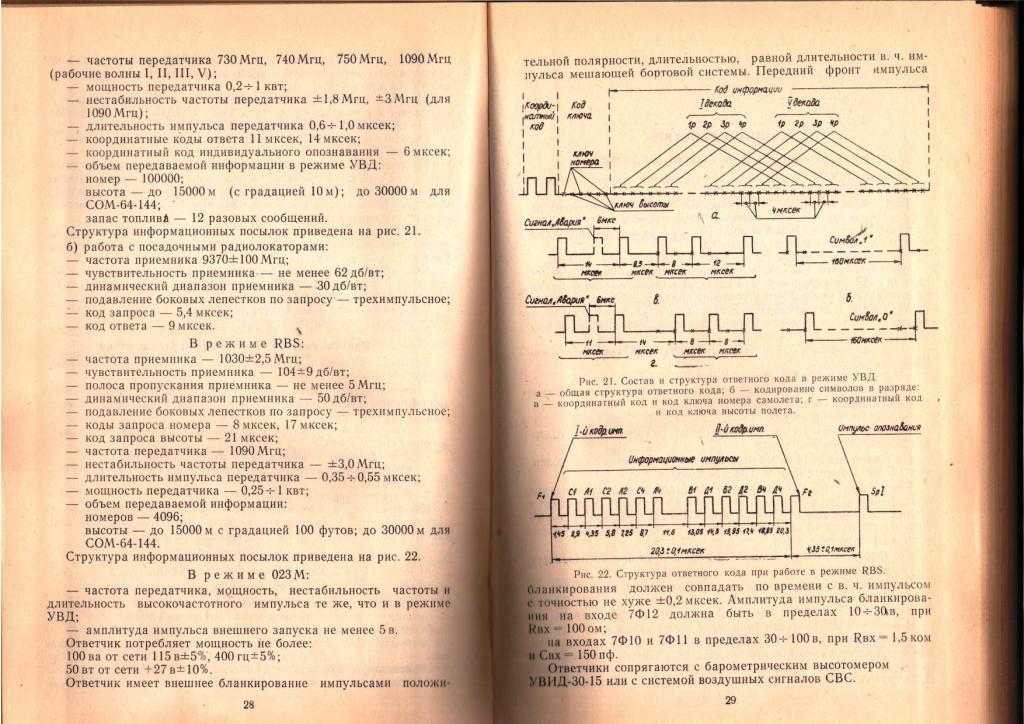 — частоты передатчика 730 Мгц, 740 Мгц, 750 Мгц, 1090 Мгц
(рабочие волны I, II, III, V);
— мощность передатчика 0,2÷1 квт;
— нестабильность частоты передатчика ±1,8 Мгц, ±3 Мгц (для
1090 Мгц);
— длительность импульса передатчика 0,6÷1,0 мксек;
— координатные коды ответа 11 мксек, 14 мксек;
— координатный код индивидуального опознавания — 6 мксек;
— объем передаваемой информации в режиме УВД:
номер — 100000;
высота — до 15000 м (с градацией 10 м); до 30000 м для
СОМ-64-144;
запас топлива — 12 разовых сообщений.
Структура информационных посылок приведена на рис. 21.
б) работа с посадочными радиолокаторами:
— частота приемника 9370±100 Мгц;
— чувствительность приемника — не менее 62 дб/вт;
— динамический диапазон приемника — 30 дб/вт;
— подавление боковых лепестков по запросу — трехимпульсное;
— код запроса — 5,4 мксек;
— код ответа — 9 мксек.
В режиме RBS:
— частота приемника — 1030±2,5 Мгц;
— чувствительность приемника — 104±9 дб/вт;
— полоса пропускания приемника — не менее 5 Мгц;
— динамический диапазон приемника — 50 дб/вт;
— подавление боковых лепестков по запросу — трехимпульсное;
— коды запроса номера — 8 мксек, 17 мксек;
— код запроса высоты — 21 мксек;
— частота передатчика — 1090 Мгц;
— нестабильность частоты передатчика — ±3,0 Мгц;
— длительность импульса передатчика — 0,35÷0,55 мксек;
— мощность передатчика — 0,25÷1 квт;
— объем передаваемой информации:
номеров — 4096;
высоты — до 15000 м с градацией 100 футов; до 30000 м для
СОМ-64-144.
Структура информационных посылок приведена на рис. 22.
В режиме 023М:
— частота передатчика, мощность, нестабильность частоты и
длительность высокочастотного импульса те же, что и в режиме
УВД;
— амплитуда импульса внешнего запуска не менее 5 в.
Ответчик потребляет мощность не более:
100 ва от сети 115 в±5%, 400 гц±5%;
50 вт от сети +27 в±10%.
Ответчик имеет внешнее бланкирование импульсами положи-
28
тельной полярности, длительностью, равной длительности в. ч. им-
пульса мешающей бортовой системы. Передний фронт импульса
Код информации
Коорди-
натный
код
Код
ключа
I декада
V декада
1р 2р 3р 4р
1р 2р 3р 4р
ключ
номера
ключ высоты
4 мксек
а
Сигнал „Авария"
6мкс
14
мксек
8,5
мксек
8
мксек
12
мксек
Символ „1"
160мксек
Сигнал „Авария"
6мкс
в.
б.
Символ „0"
11
мксек
14
мксек
8
мксек
8
мксек
160мксек
г.
Рис. 21. Состав и структура ответного кода в режиме УВД
а — общая структура ответного кода; б — кодирование символов в разряде:
в — координатный код и код ключа номера самолета; г — координатный код
и код ключа высоты полета.
I-й коорд.имп.
II-й коорд.имп.
Импульс опознавания
Информационные импульсы
F1 C1 A1 C2 A2 C4 A4 B1 Д1 B2 Д2 B4 Д4 F2 SpI
1,45 2,9 4,35 5,8 7,25 8,7 11,6 13,05 14,5 15,95 17,4 18,85 20,3
20,3±0,1мксек
4,35±0,1мксек
Рис. 22. Структура ответного кода при работе в режиме RBS.
бланкирования должен совпадать по времени с в. ч. импульсом
с точностью не хуже ±0,2 мксек. Амплитуда импульса бланкирова-
ния на входе 7Ф12 должна быть в пределах 10÷30в, при
Rвх = 100 ом;
на входах 7Ф10 и 7Ф11 в пределах 30÷100 в, при Rвх = 1,5 ком
и Свх = 150 пф.
Ответчики сопрягаются с барометрическим высотомером
УВИД-30-15 или с системой воздушных сигналов СВС.
29